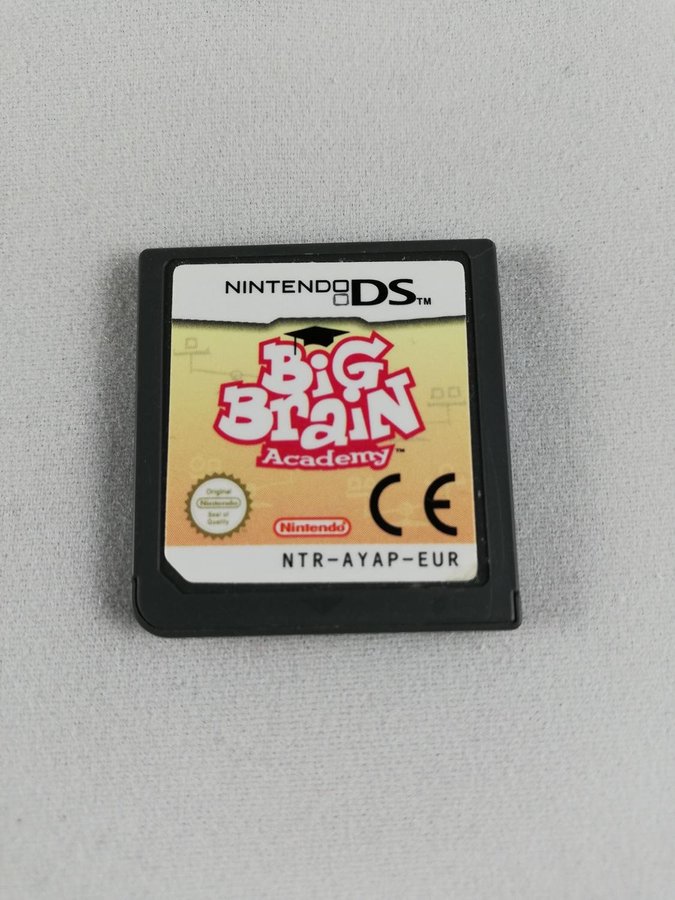 NINTENDO DS™
BiG
BraiN
Academy™
Original
Nintendo
Seal of
Quality
Nintendo
CE
NTR-AYAP-EUR